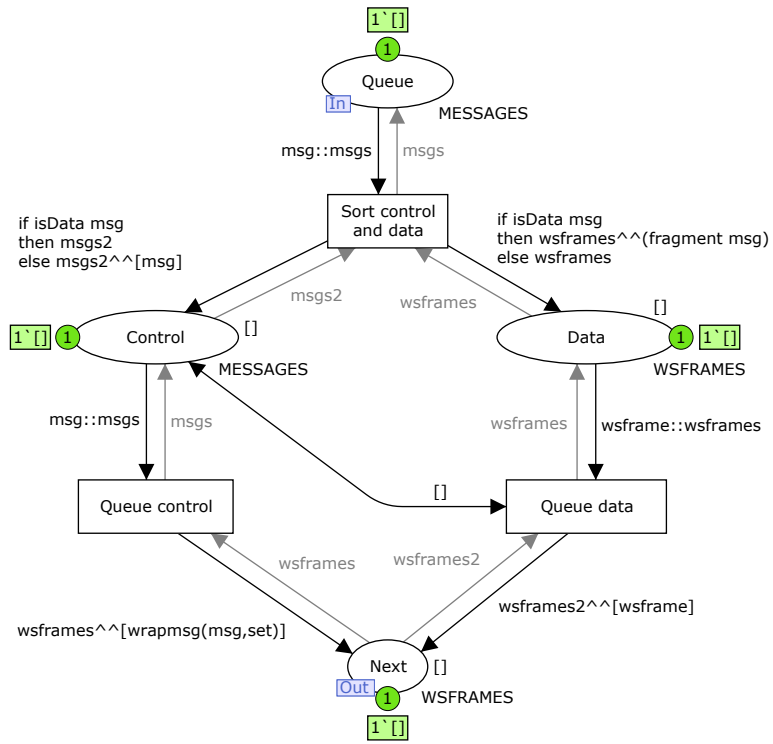 1`[]
1
Queue
In
MESSAGES
msg::msgs
msgs
Sort control
and data
if isData msg
then msgs2
else msgs2^^[msg]
if isData msg
then wsframes^^(fragment msg)
else wsframes
msgs2
wsframes
1`[]
1
Control
[]
MESSAGES
[]
Data
1
1`[]
WSFRAMES
msg::msgs
msgs
wsframes
wsframe::wsframes
Queue control
[]
Queue data
wsframes
wsframes2
wsframes^^[wrapmsg(msg,set)]
wsframes2^^[wsframe]
Next
[]
Out
1
WSFRAMES
1`[]